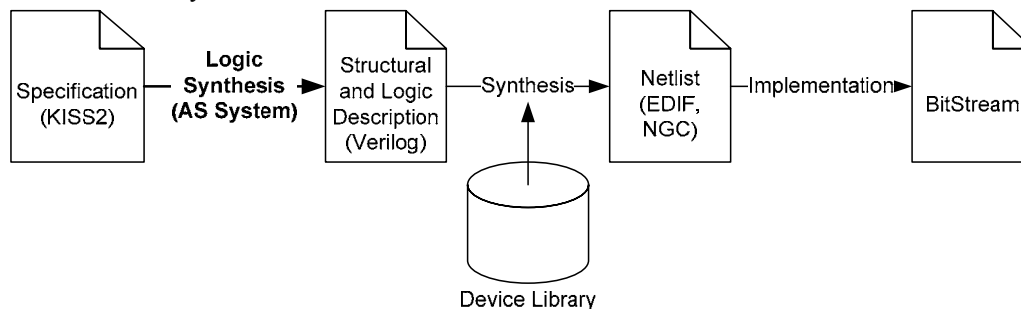 Specification
(KISS2)
Logic
Synthesis
(AS System)
Structural
and Logic
Description
(Verilog)
Synthesis
Netlist
(EDIF,
NGC)
Implementation
BitStream
Device Library